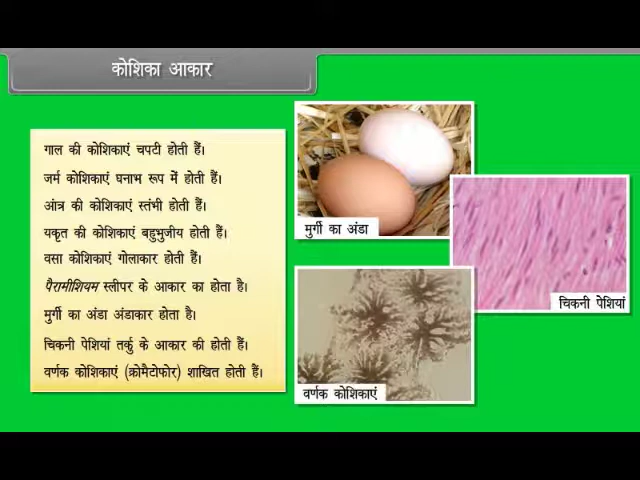 कोशिका आकार
गाल की कोशिकाएं चपटी होती हैं।
जर्म कोशिकाएं घनाभ रूप में होती हैं।
आंत्र की कोशिकाएं स्तंभी होती हैं।
यकृत की कोशिकाएं बहुभुजीय होती हैं।
वसा कोशिकाएं गोलाकार होती हैं।
पैरामीशियम स्लीपर के आकार का होता है।
मुर्गी का अंडा अंडाकार होता है।
चिकनी पेशियां तर्कु के आकार की होती हैं।
वर्णक कोशिकाएं (क्रोमैटोफोर) शाखित होती हैं।
मुर्गी का अंडा
चिकनी पेशियां
वर्णक कोशिकाएं